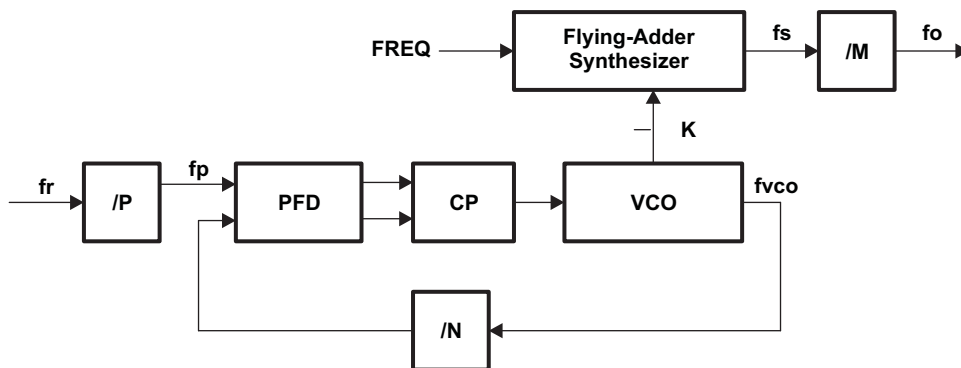 FREQ
Flying-Adder
Synthesizer
fs
/M
fo
K
fr
/P
fp
PFD
CP
VCO
fvco
/N